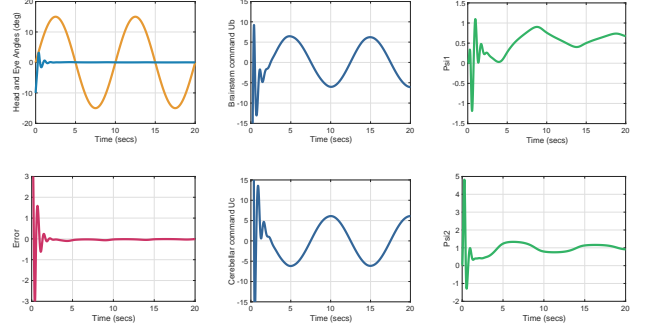 Head and Eye Angles (deg)
20
10
0
-10
-20
0 5 10 15 20
Time (secs)
Brainstem command Ub
15
10
5
0
-5
-10
-15
0 5 10 15 20
Time (secs)
Psi1
1.5
1
0.5
0
-0.5
-1
-1.5
0 5 10 15 20
Time (secs)
Error
3
2
1
0
-1
-2
-3
0 5 10 15 20
Time (secs)
Cerebellar command Uc
15
10
5
0
-5
-10
-15
0 5 10 15 20
Time (secs)
Psi2
5
4
3
2
1
0
-1
-2
0 5 10 15 20
Time (secs)